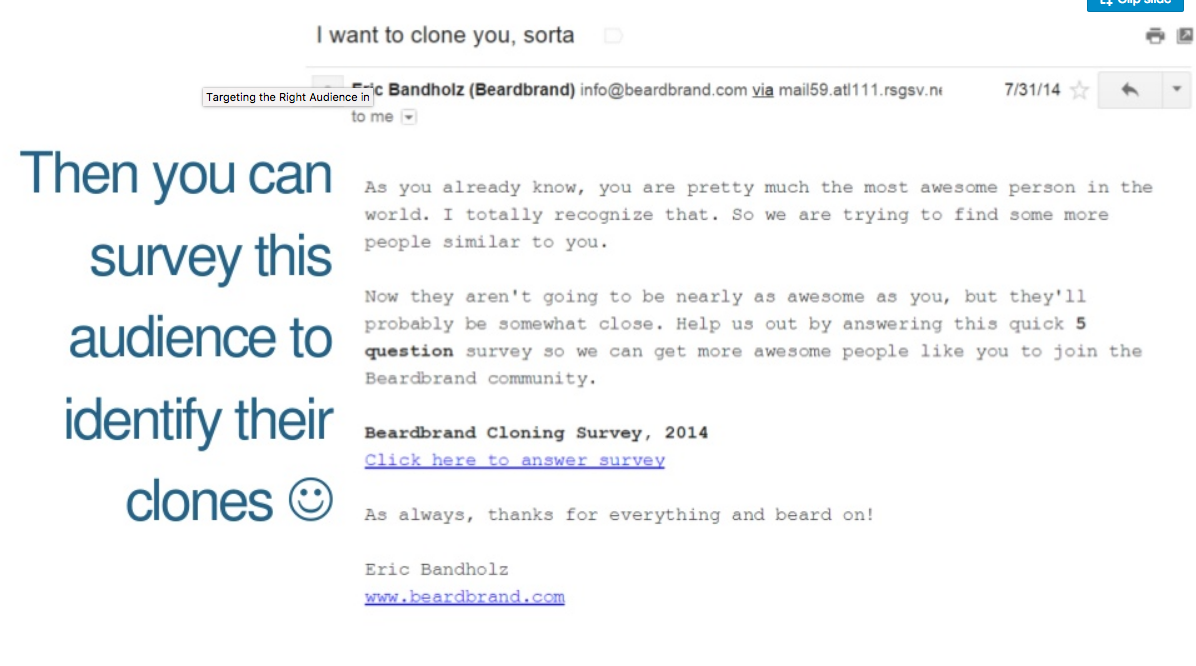 Clip slide
I want to clone you, sorta
Eric Bandholz (Beardbrand) info@beardbrand.com via mail59.atl111.rsgsv.ne
7/31/14
Targeting the Right Audience in
to me
Then you can
survey this
audience to
identify their
clones ☺
As you already know, you are pretty much the most awesome person in the
world. I totally recognize that. So we are trying to find some more
people similar to you.
Now they aren't going to be nearly as awesome as you, but they'll
probably be somewhat close. Help us out by answering this quick 5
question survey so we can get more awesome people like you to join the
Beardbrand community.
Beardbrand Cloning Survey, 2014
Click here to answer survey
As always, thanks for everything and beard on!
Eric Bandholz
www.beardbrand.com